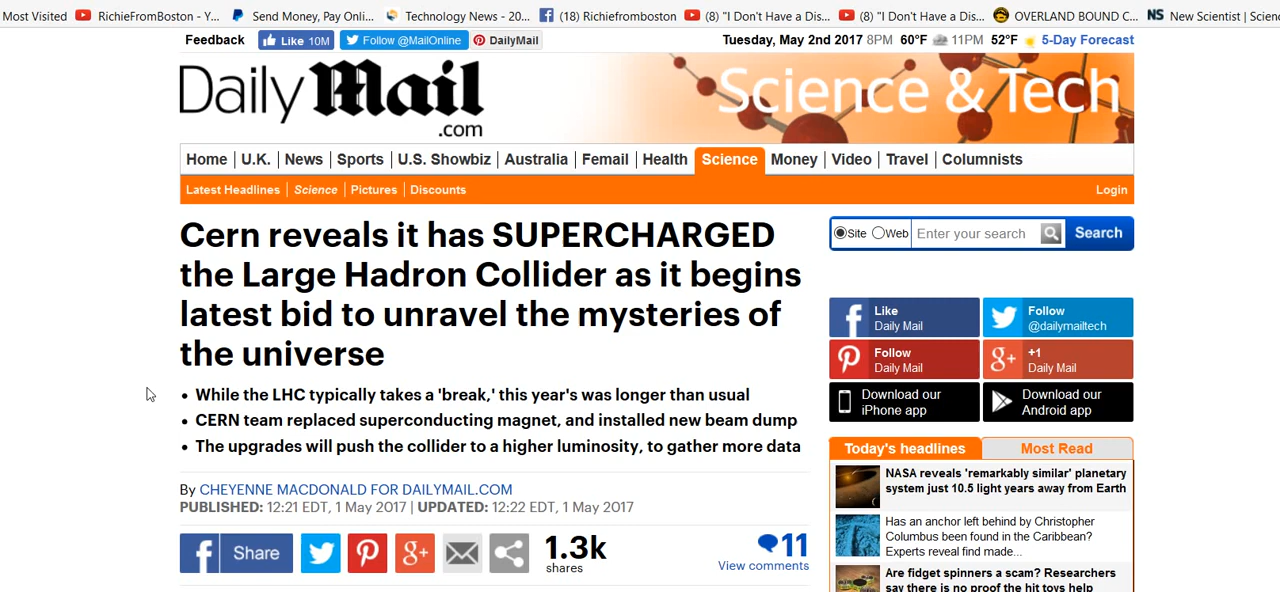 Most Visited RichieFromBoston - Y... Send Money, Pay Onli... Technology News - 20... (18) Richiefromboston (8) "I Don't Have a Dis... (8) "I Don't Have a Dis... OVERLAND BOUND C... NS New Scientist | Scienc
Feedback Like 10M Follow @MailOnline DailyMail Tuesday, May 2nd 2017 8PM 60°F 11PM 52°F 5-Day Forecast
Daily Mail
.com
Science & Tech
Home U.K. News Sports U.S. Showbiz Australia Femail Health Science Money Video Travel Columnists
Latest Headlines Science Pictures Discounts Login
Cern reveals it has SUPERCHARGED
the Large Hadron Collider as it begins
latest bid to unravel the mysteries of
the universe
• While the LHC typically takes a 'break,' this year's was longer than usual
• CERN team replaced superconducting magnet, and installed new beam dump
• The upgrades will push the collider to a higher luminosity, to gather more data
By CHEYENNE MACDONALD FOR DAILYMAIL.COM
PUBLISHED: 12:21 EDT, 1 May 2017 | UPDATED: 12:22 EDT, 1 May 2017
Share 1.3k
shares
11
View comments
Site Web Enter your search Search
Like
Daily Mail
Follow
@dailymailtech
Follow
Daily Mail
+1
Daily Mail
Download our
iPhone app
Download our
Android app
Today's headlines Most Read
NASA reveals 'remarkably similar' planetary
system just 10.5 light years away from Earth
Has an anchor left behind by Christopher
Columbus been found in the Caribbean?
Experts reveal find made...
Are fidget spinners a scam? Researchers
say there is no proof the hit toys help